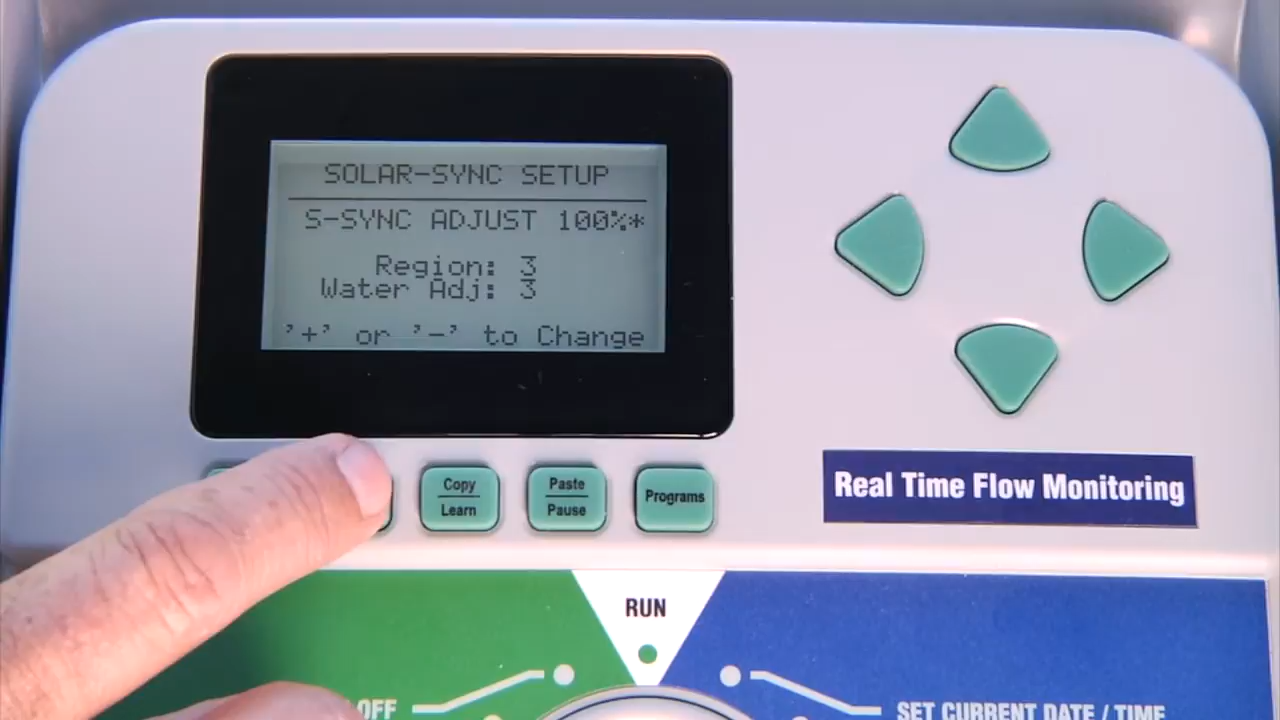 SOLAR-SYNC SETUP
S-SYNC ADJUST 100%*
Region: 3
Water Adj: 3
'+' or '-' to Change
Copy
Learn
Paste
Pause
Programs
Real Time Flow Monitoring
RUN
OFF
SET CURRENT DATE / TIME